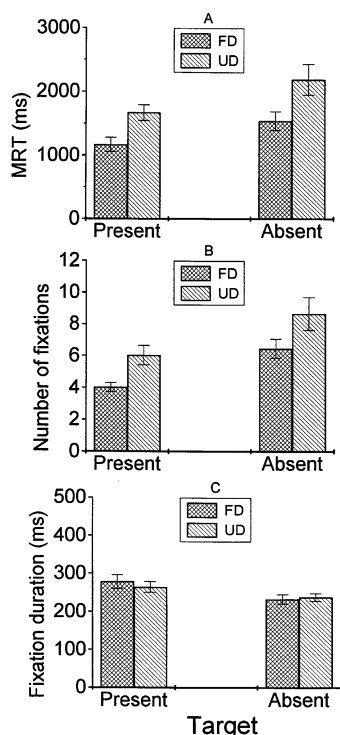 A
FD
UD
MRT (ms)
3000
2000
1000
0
Present
Absent
B
FD
UD
Number of fixations
12
10
8
6
4
2
0
Present
Absent
C
FD
UD
Fixation duration (ms)
500
400
300
200
100
0
Present
Absent
Target